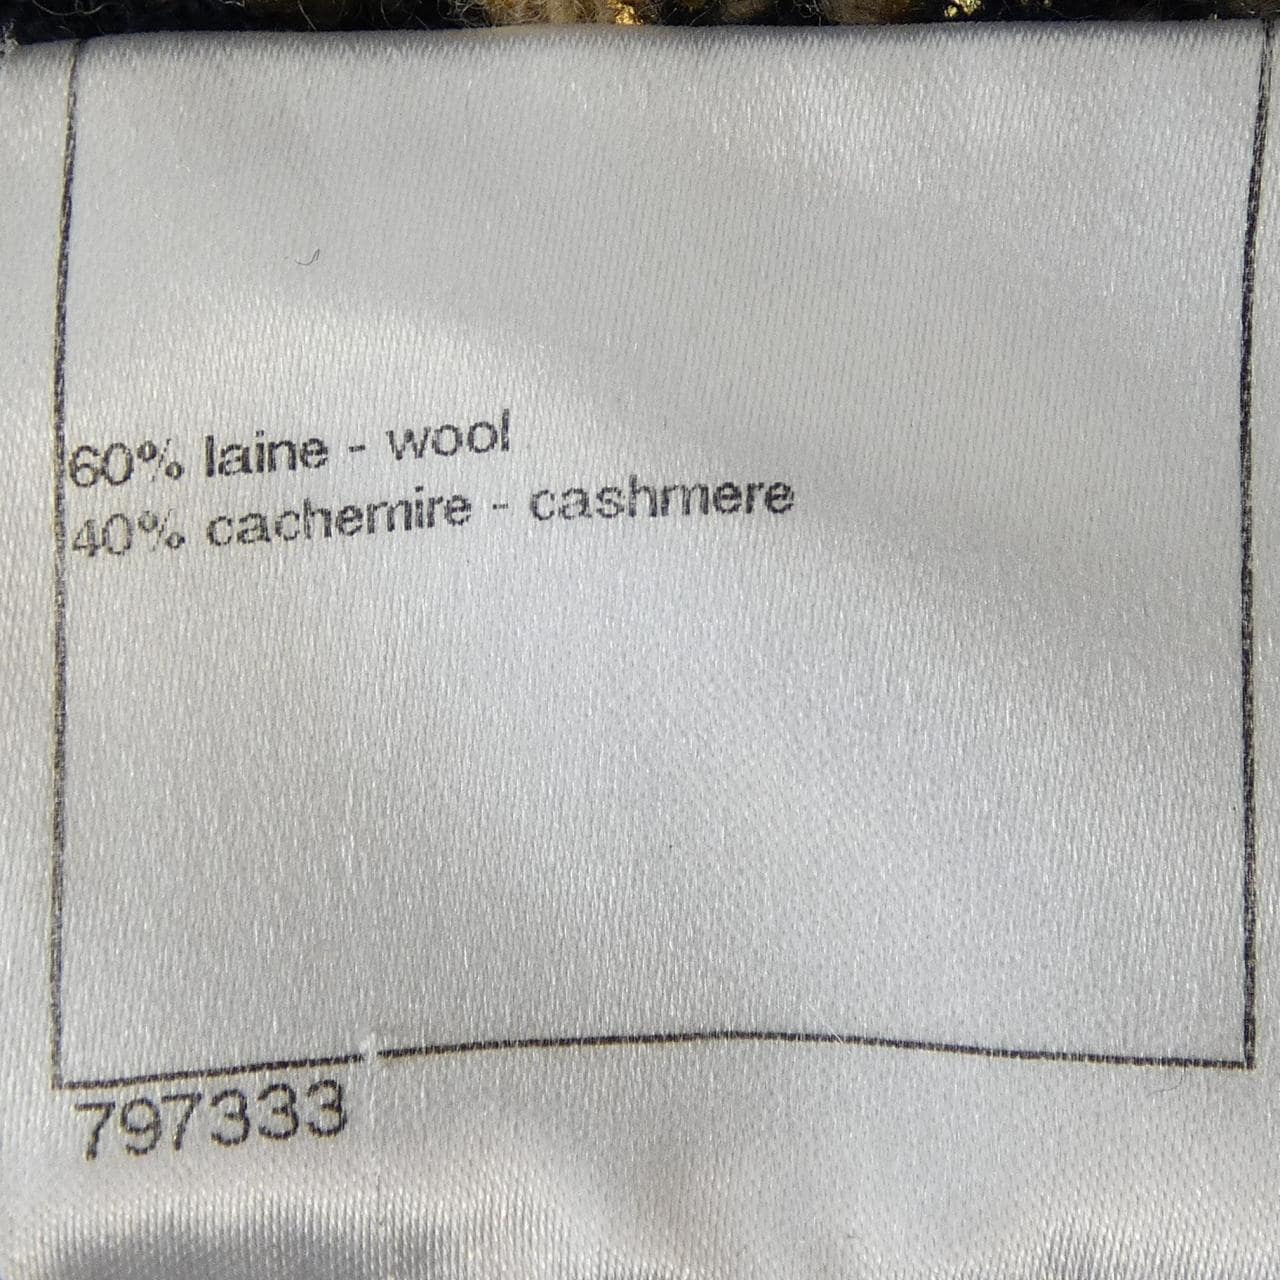 60% laine - wool
40% cachemire - cashmere
797333